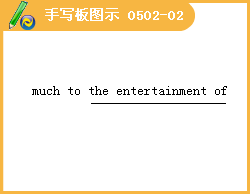 手写板图示 0502-02
much to the entertainment of